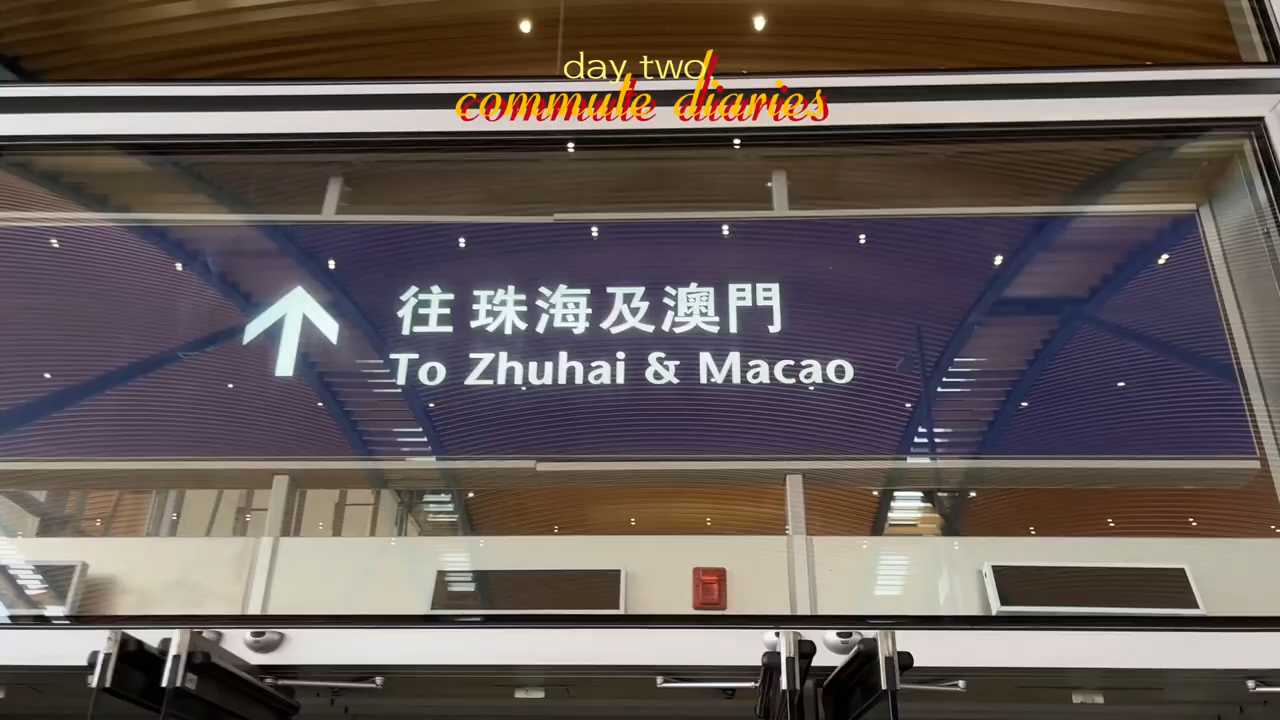 day two,
commute diaries
往 珠海及澳門
To Zhuhai & Macao